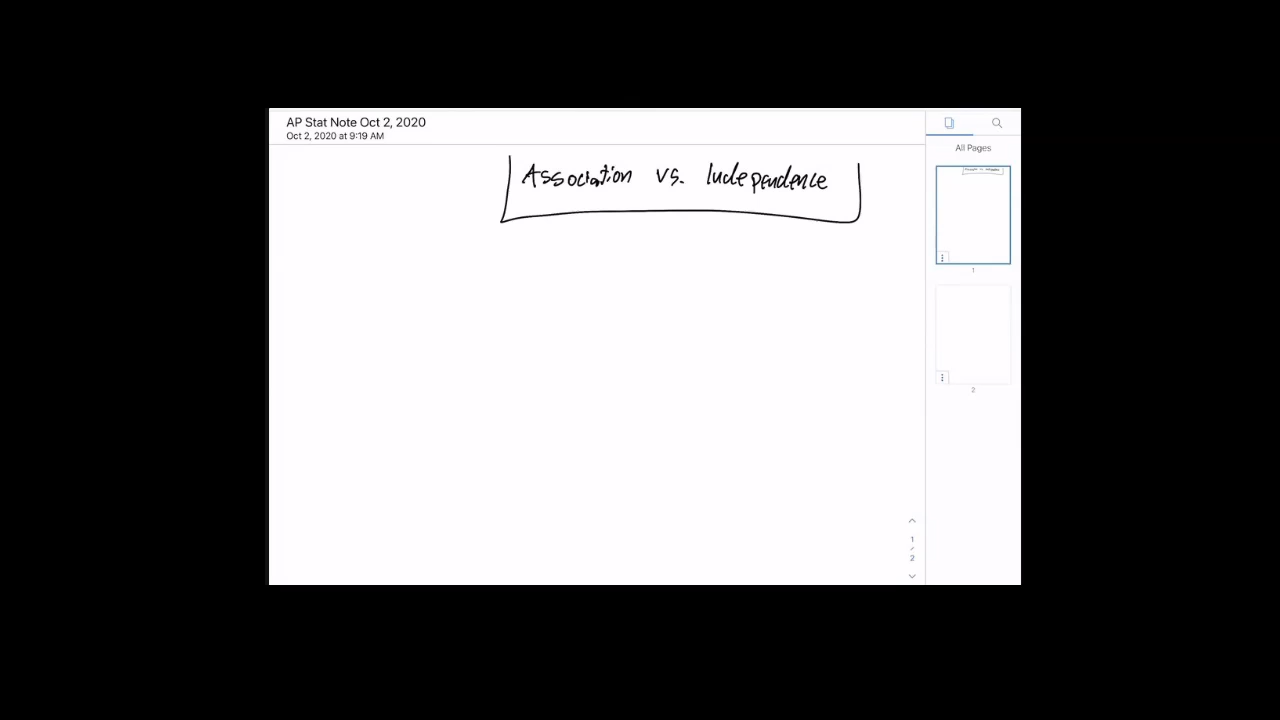 AP Stat Note Oct 2, 2020
Oct 2, 2020 at 9:19 AM
Association vs. Independence
All Pages
1
2
1
/
2